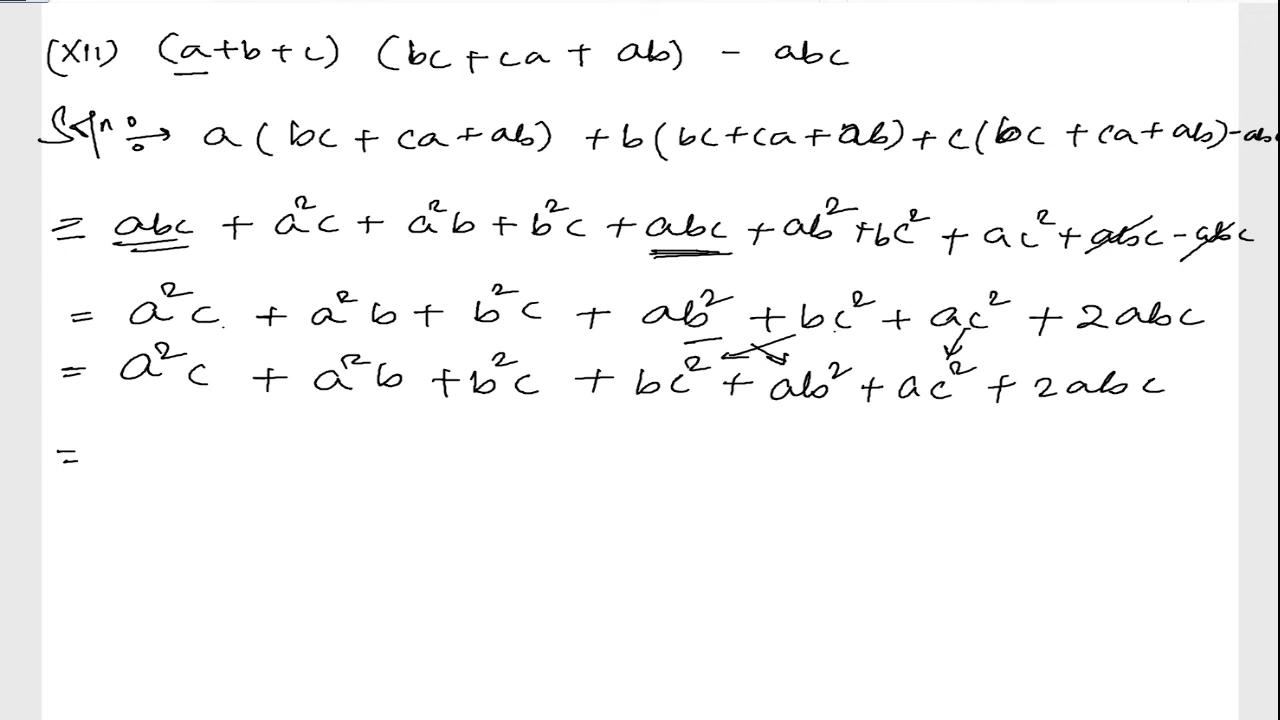 (XII) (a+b+c) (bc+ca+ab) - abc
Soln:→ a(bc+ca+ab) +b(bc+ca+ab)+c(bc+ca+ab)-abc
= abc + a²c + a²b + b²c + abc + ab² + bc² + ac² + abc - abc
= a²c + a²b + b²c + ab² + bc² + ac² + 2abc
= a²c + a²b + b²c + bc² + ab² + ac² + 2abc
=